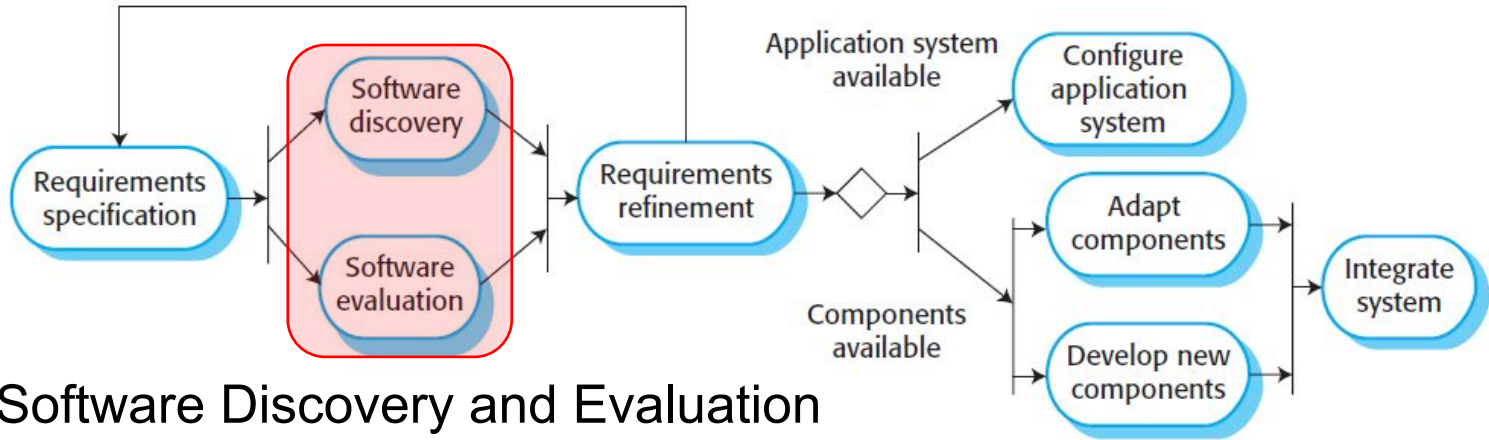 Requirements
specification
Software
discovery
Software
evaluation
Requirements
refinement
Application system
available
Components
available
Configure
application
system
Adapt
components
Develop new
components
Integrate
system
Software Discovery and Evaluation